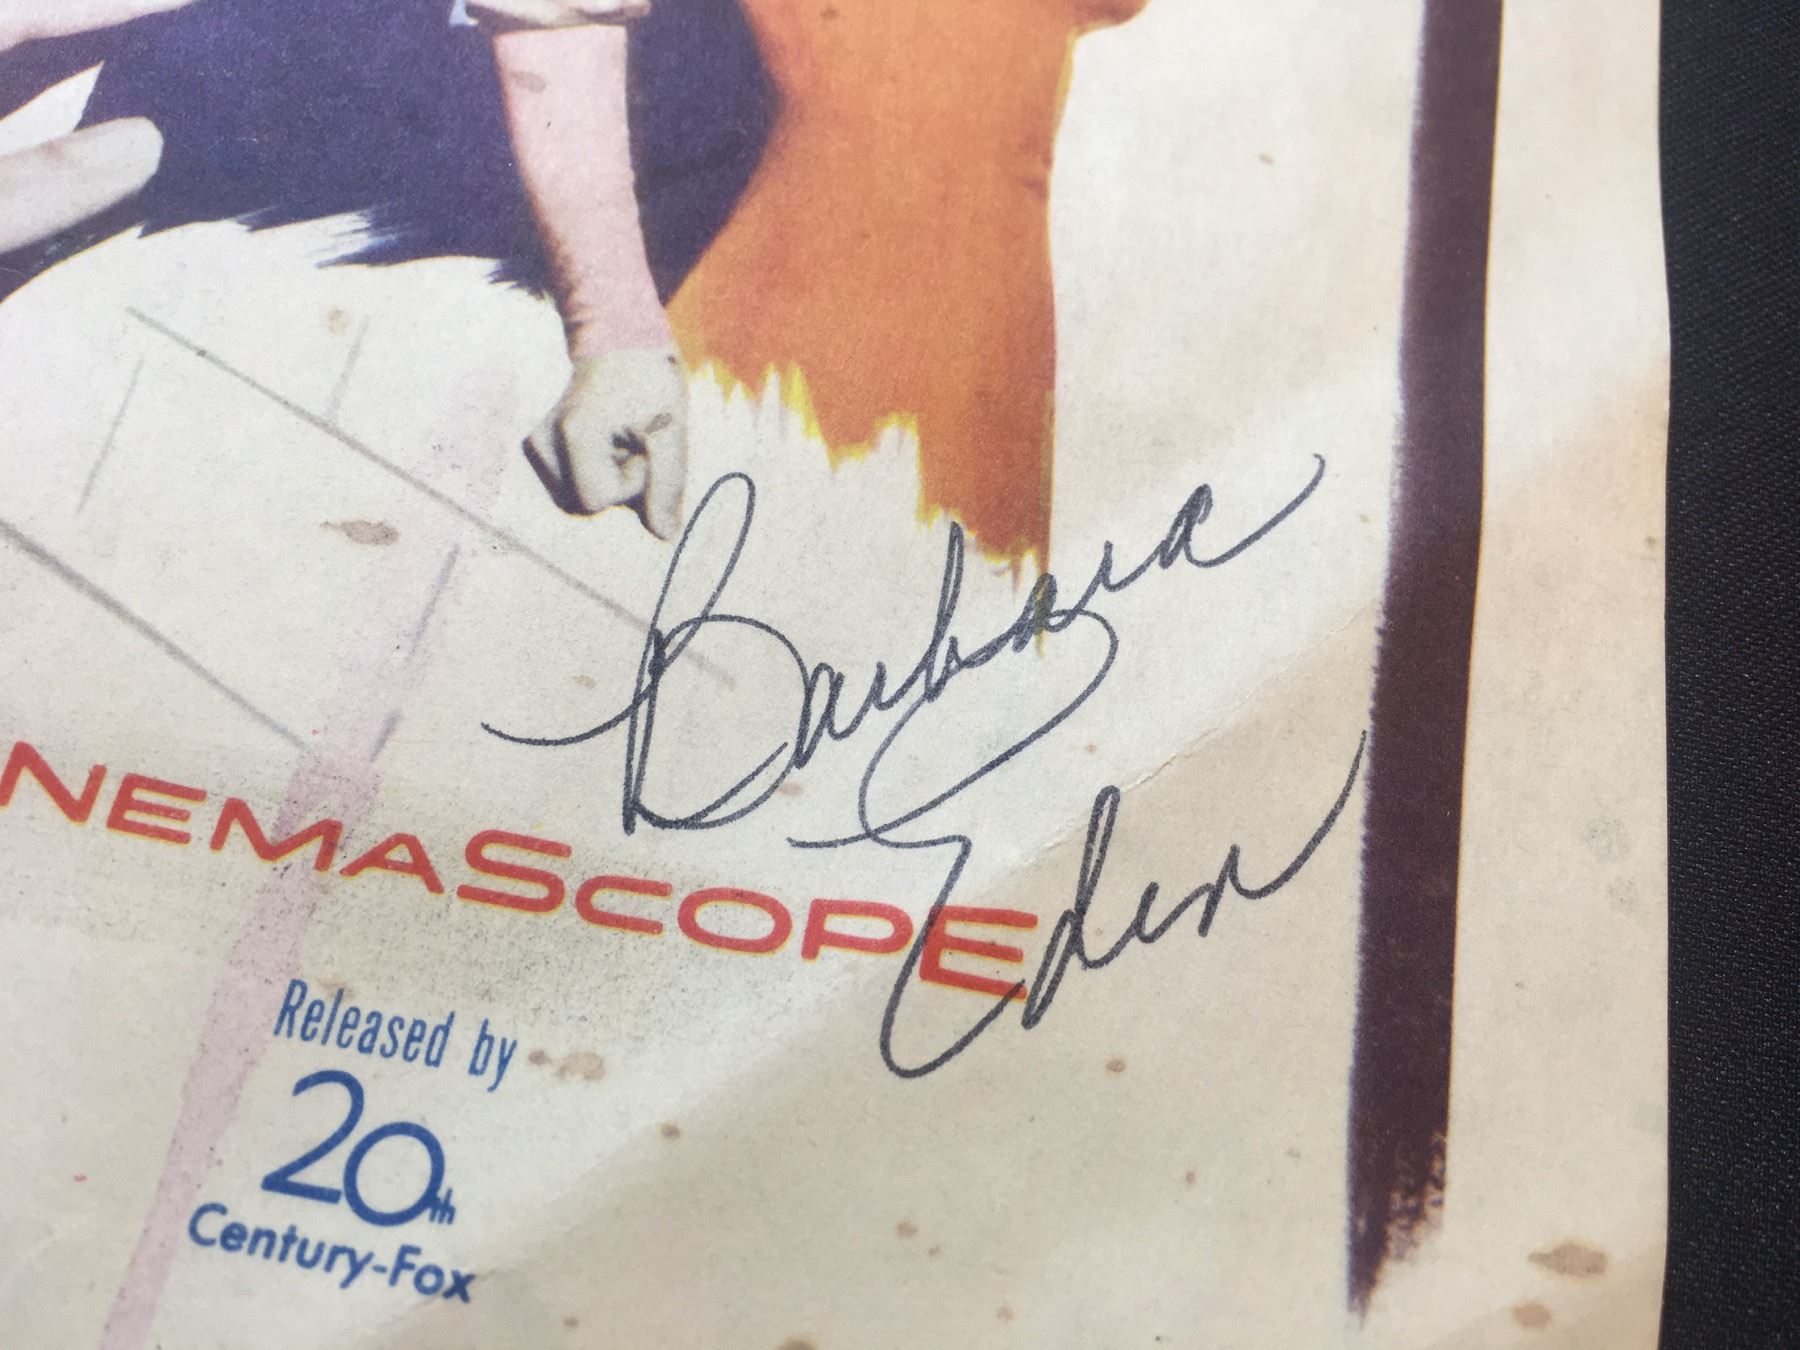 Barbara
Eden
NEMASCOPE
Released by
20th
Century-Fox